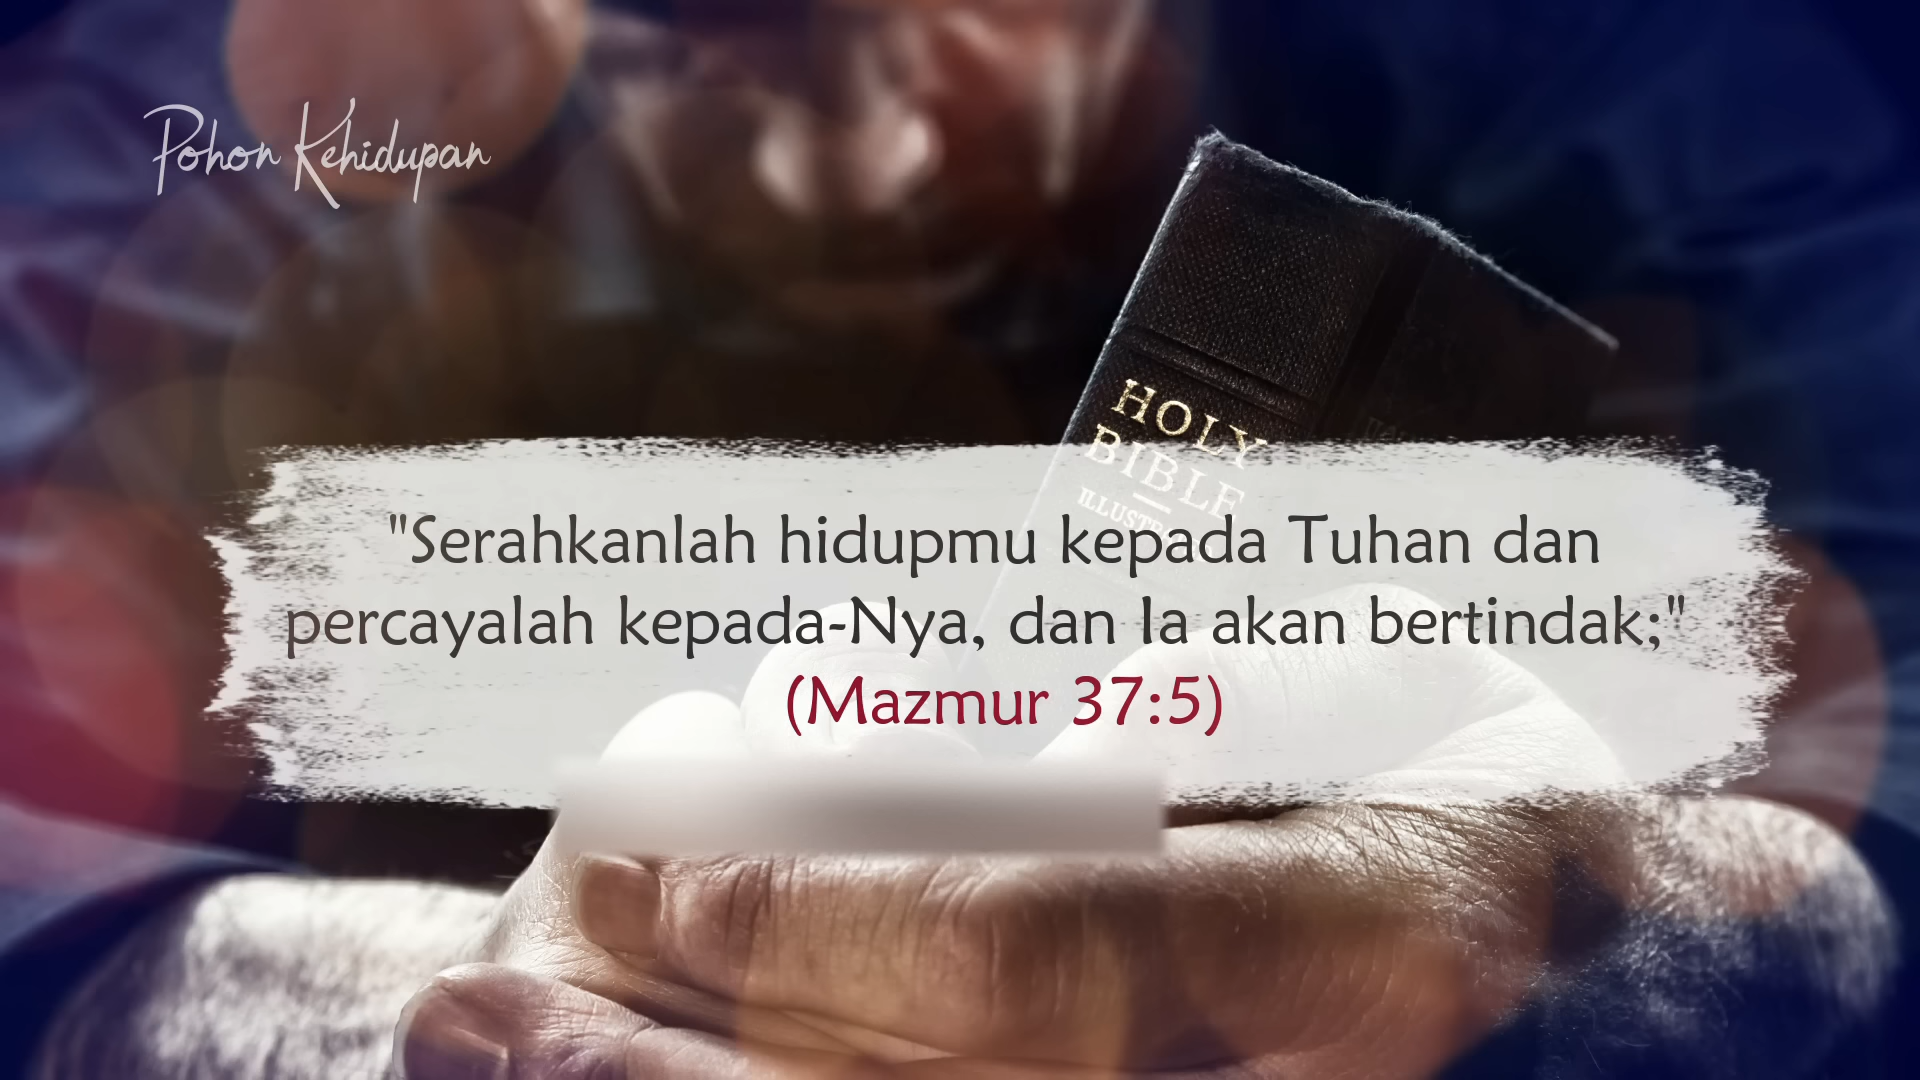 Pohon Kehidupan
HOLY
BIBLE
"Serahkanlah hidupmu kepada Tuhan dan
percayalah kepada-Nya, dan Ia akan bertindak;"
(Mazmur 37:5)